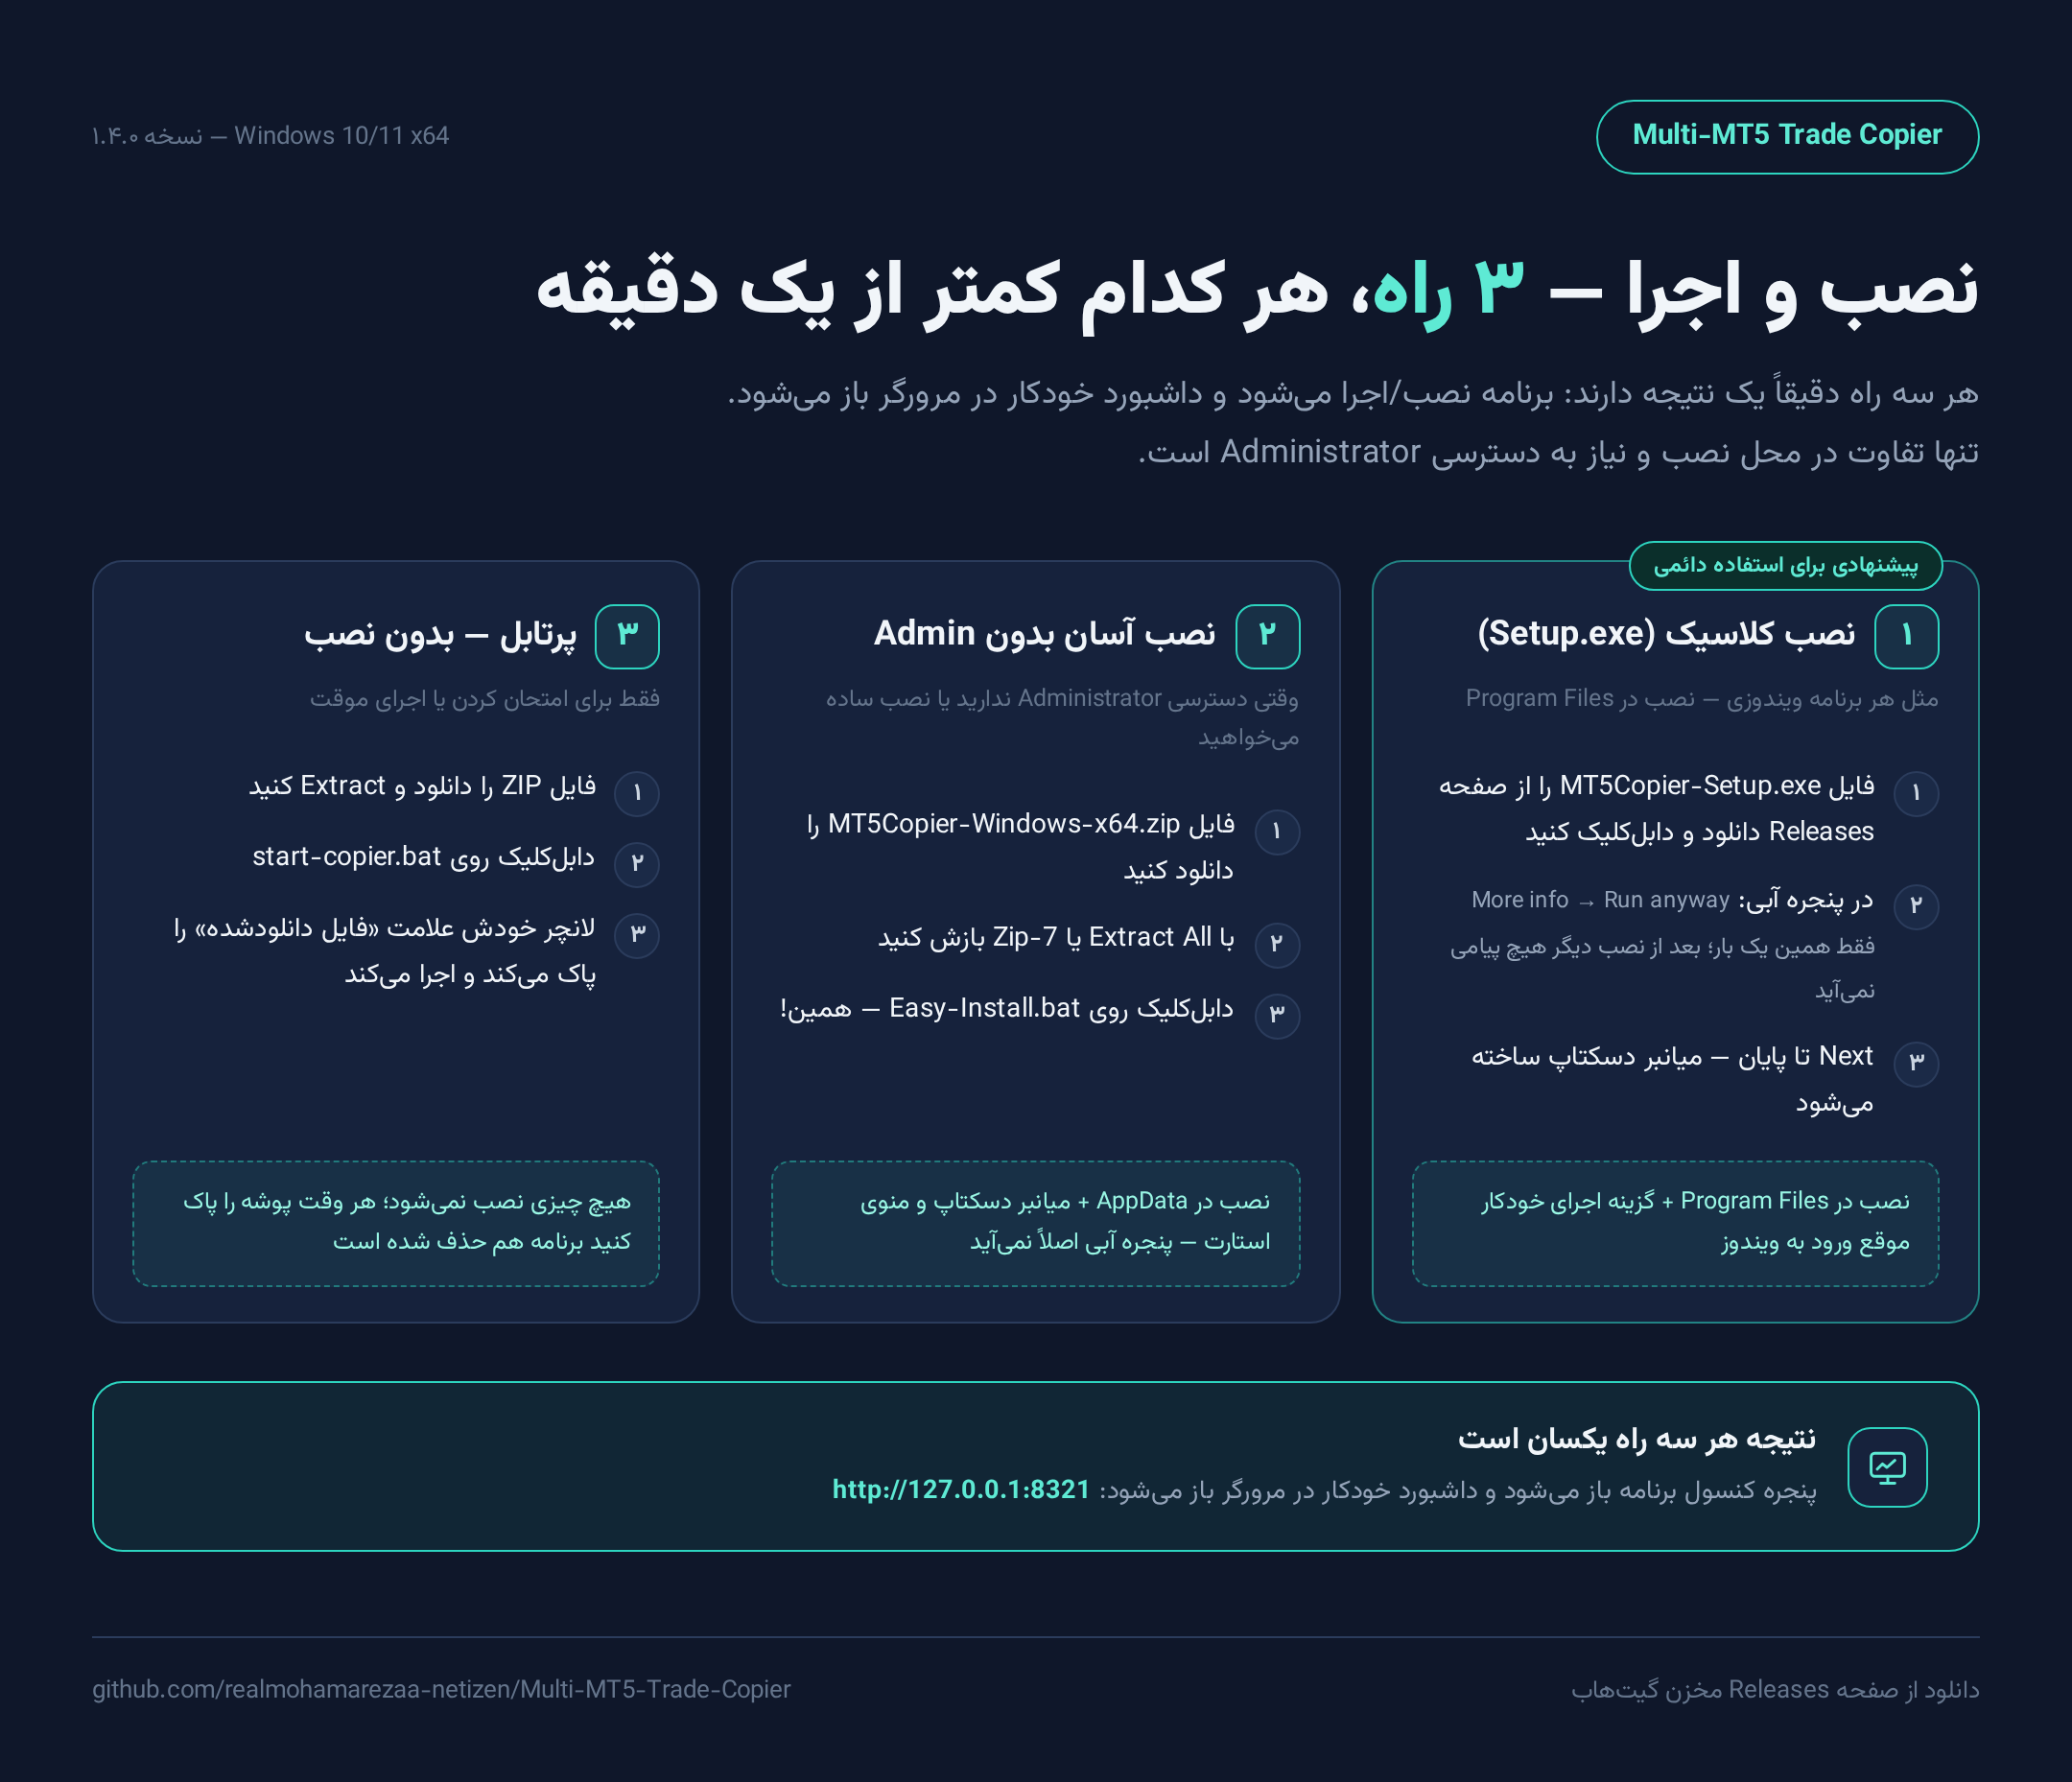 Multi-MT5 Trade Copier
Windows 10/11 x64 — نسخه ۱.۴.۰
نصب و اجرا — ۳ راه، هر کدام کمتر از یک دقیقه
هر سه راه دقیقاً یک نتیجه دارند: برنامه نصب/اجرا می‌شود و داشبورد خودکار در مرورگر باز می‌شود.
تنها تفاوت در محل نصب و نیاز به دسترسی Administrator است.
پیشنهادی برای استفاده دائمی
۱
نصب کلاسیک (Setup.exe)
مثل هر برنامه ویندوزی — نصب در Program Files
۱
فایل MT5Copier-Setup.exe را از صفحه
Releases دانلود و دابل‌کلیک کنید
۲
در پنجره آبی: More info → Run anyway
فقط همین یک بار؛ بعد از نصب دیگر هیچ پیامی
نمی‌آید
۳
Next تا پایان — میانبر دسکتاپ ساخته
می‌شود
نصب در Program Files + گزینه اجرای خودکار
موقع ورود به ویندوز
۲
نصب آسان بدون Admin
وقتی دسترسی Administrator ندارید یا نصب ساده
می‌خواهید
۱
فایل MT5Copier-Windows-x64.zip را
دانلود کنید
۲
با Extract All یا 7-Zip بازش کنید
۳
دابل‌کلیک روی Easy-Install.bat — همین!
نصب در AppData + میانبر دسکتاپ و منوی
استارت — پنجره آبی اصلاً نمی‌آید
۳
پرتابل — بدون نصب
فقط برای امتحان کردن یا اجرای موقت
۱
فایل ZIP را دانلود و Extract کنید
۲
دابل‌کلیک روی start-copier.bat
۳
لانچر خودش علامت «فایل دانلودشده» را
پاک می‌کند و اجرا می‌کند
هیچ چیزی نصب نمی‌شود؛ هر وقت پوشه را پاک
کنید برنامه هم حذف شده است
نتیجه هر سه راه یکسان است
پنجره کنسول برنامه باز می‌شود و داشبورد خودکار در مرورگر باز می‌شود: http://127.0.0.1:8321
دانلود از صفحه Releases مخزن گیت‌هاب
github.com/realmohamarezaa-netizen/Multi-MT5-Trade-Copier